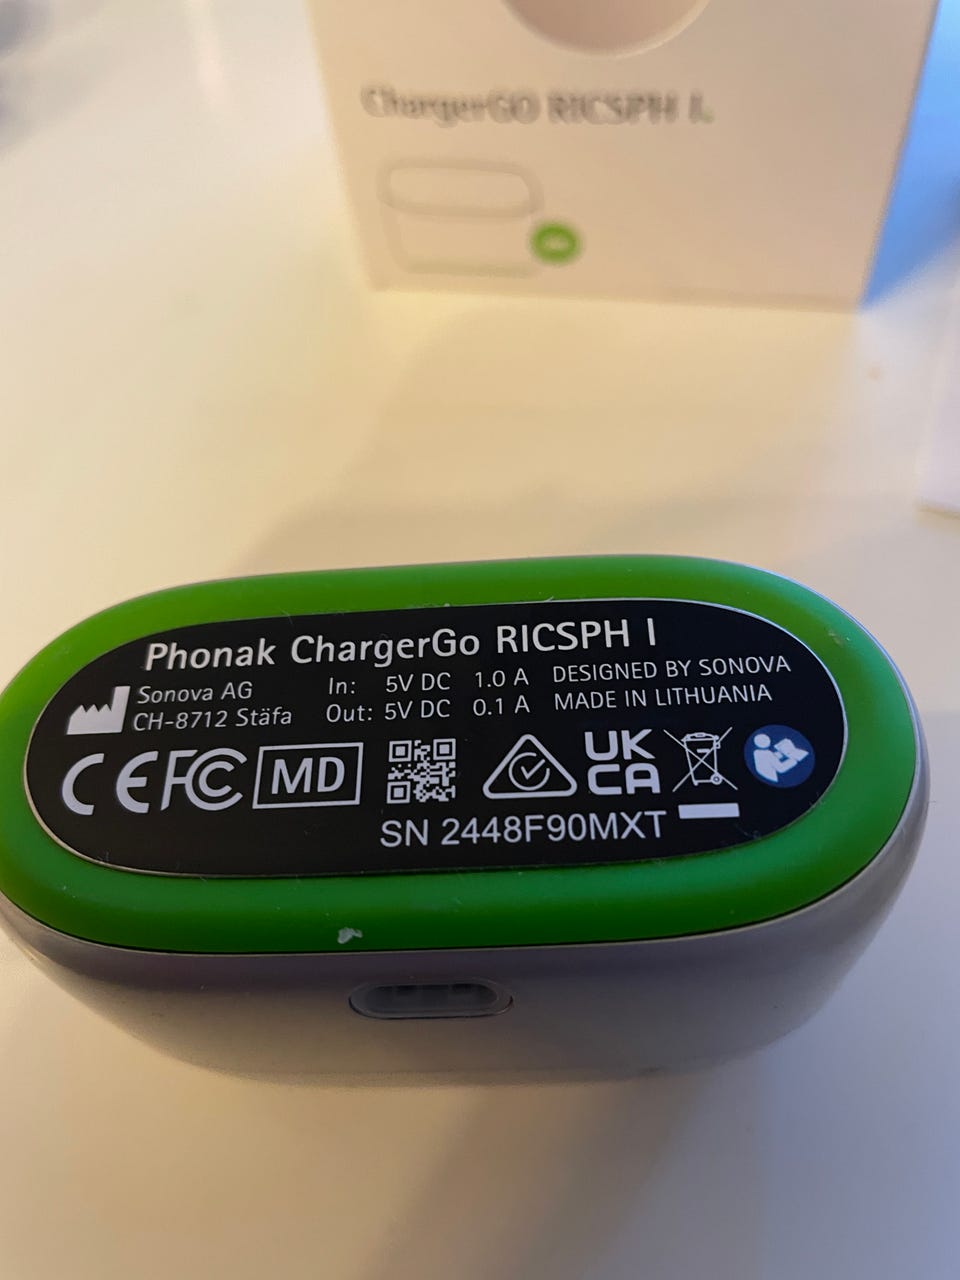 ChargerGO RICSPH I.
Phonak ChargerGo RICSPH I
Sonova AG
CH-8712 Stäfa
In: 5V DC 1.0 A
Out: 5V DC 0.1 A
DESIGNED BY SONOVA
MADE IN LITHUANIA
CE FC MD UK
CA
SN 2448F90MXT